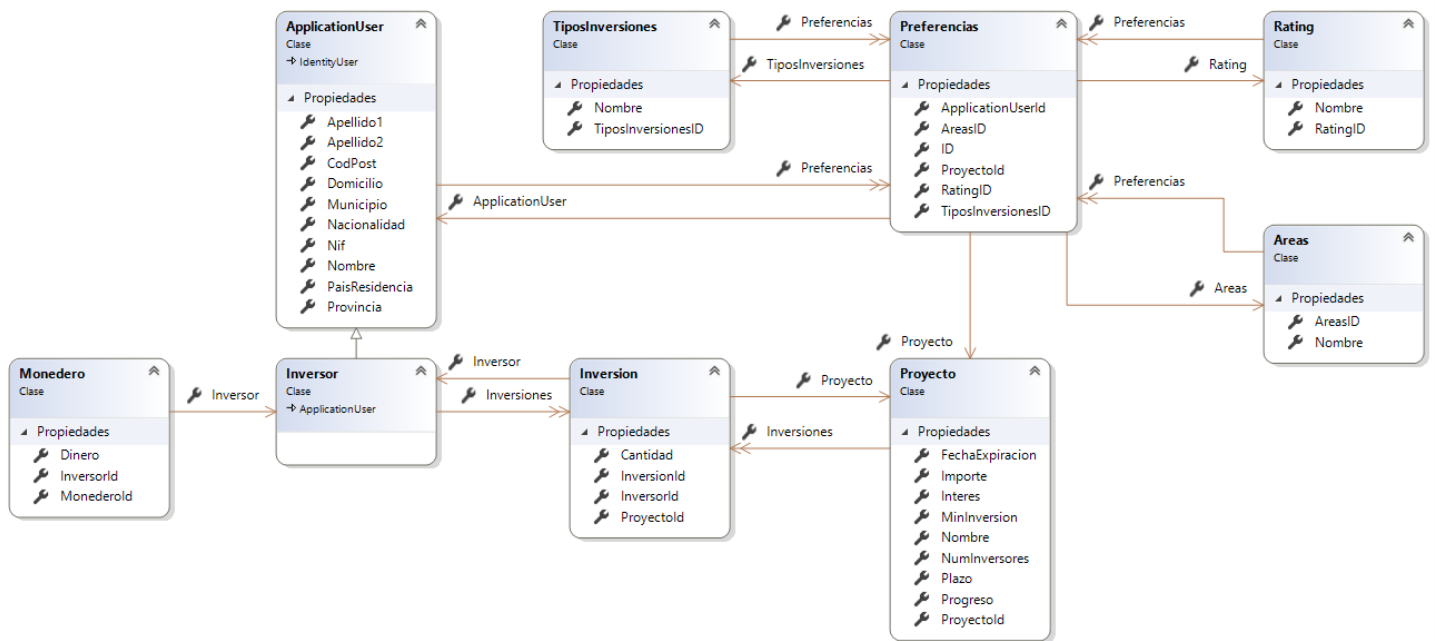 ApplicationUser
Clase
IdentityUser
Propiedades
Apellido1
Apellido2
CodPost
Domicilio
Municipio
Nacionalidad
Nif
Nombre
PaisResidencia
Provincia
TiposInversiones
Clase
Propiedades
Nombre
TiposInversionesID
Preferencias
TiposInversiones
Preferencias
Clase
Propiedades
ApplicationUserId
AreasID
ID
ProyectoId
RatingID
TiposInversionesID
Preferencias
Rating
Rating
Clase
Propiedades
Nombre
RatingID
Preferencias
ApplicationUser
Preferencias
Areas
Areas
Clase
Propiedades
AreasID
Nombre
Proyecto
Monedero
Clase
Propiedades
Dinero
InversorId
MonederoId
Inversor
Inversor
Clase
ApplicationUser
Inversor
Inversiones
Inversion
Clase
Propiedades
Cantidad
InversionId
InversorId
ProyectoId
Proyecto
Inversiones
Proyecto
Clase
Propiedades
FechaExpiracion
Importe
Interes
MinInversion
Nombre
NumInversores
Plazo
Progreso
ProyectoId